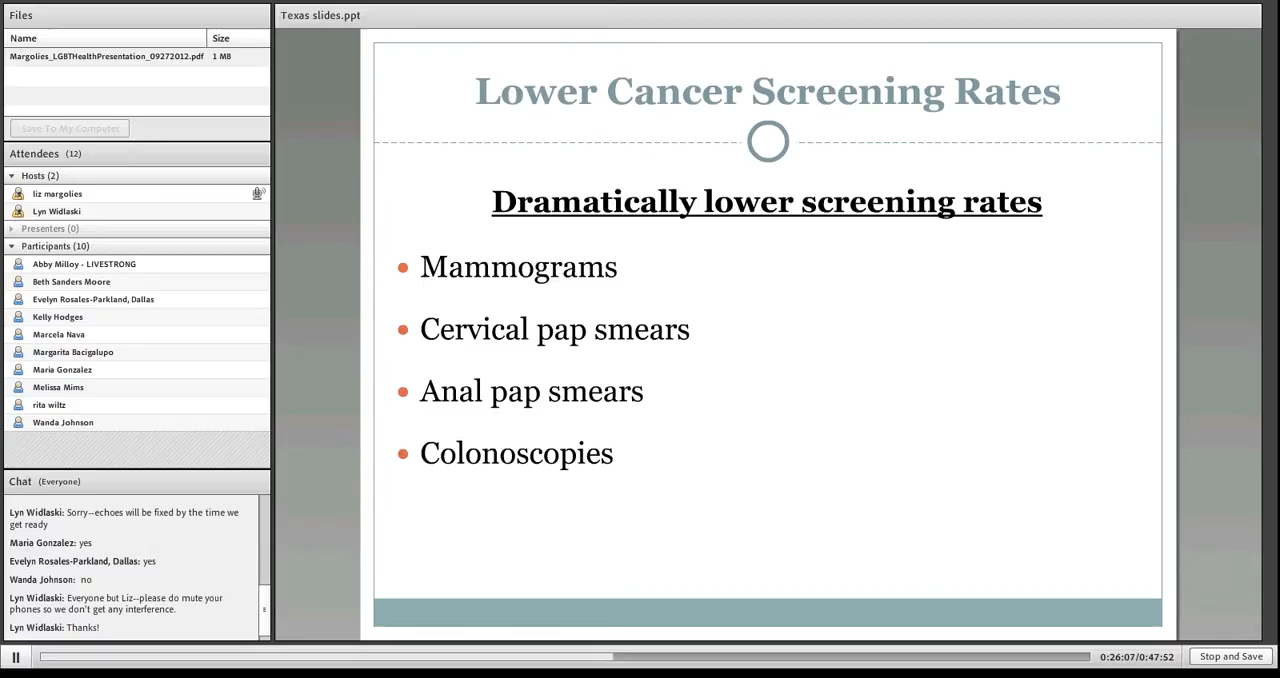 Files
Name Size
Margolies_LGBTHealthPresentation_09272012.pdf 1 MB
Save To My Computer
Attendees (12)
Hosts (2)
liz margolies
Lyn Widlaski
Presenters (0)
Participants (10)
Abby Milloy - LIVESTRONG
Beth Sanders Moore
Evelyn Rosales-Parkland, Dallas
Kelly Hodges
Marcela Nava
Margarita Bacigalupo
Maria Gonzalez
Melissa Mims
rita wiltz
Wanda Johnson
Chat (Everyone)
Lyn Widlaski: Sorry--echoes will be fixed by the time we
get ready
Maria Gonzalez: yes
Evelyn Rosales-Parkland, Dallas: yes
Wanda Johnson: no
Lyn Widlaski: Everyone but Liz--please do mute your
phones so we don't get any interference.
Lyn Widlaski: Thanks!
Texas slides.ppt
Lower Cancer Screening Rates
Dramatically lower screening rates
• Mammograms
• Cervical pap smears
• Anal pap smears
• Colonoscopies
0:26:07/0:47:52 Stop and Save